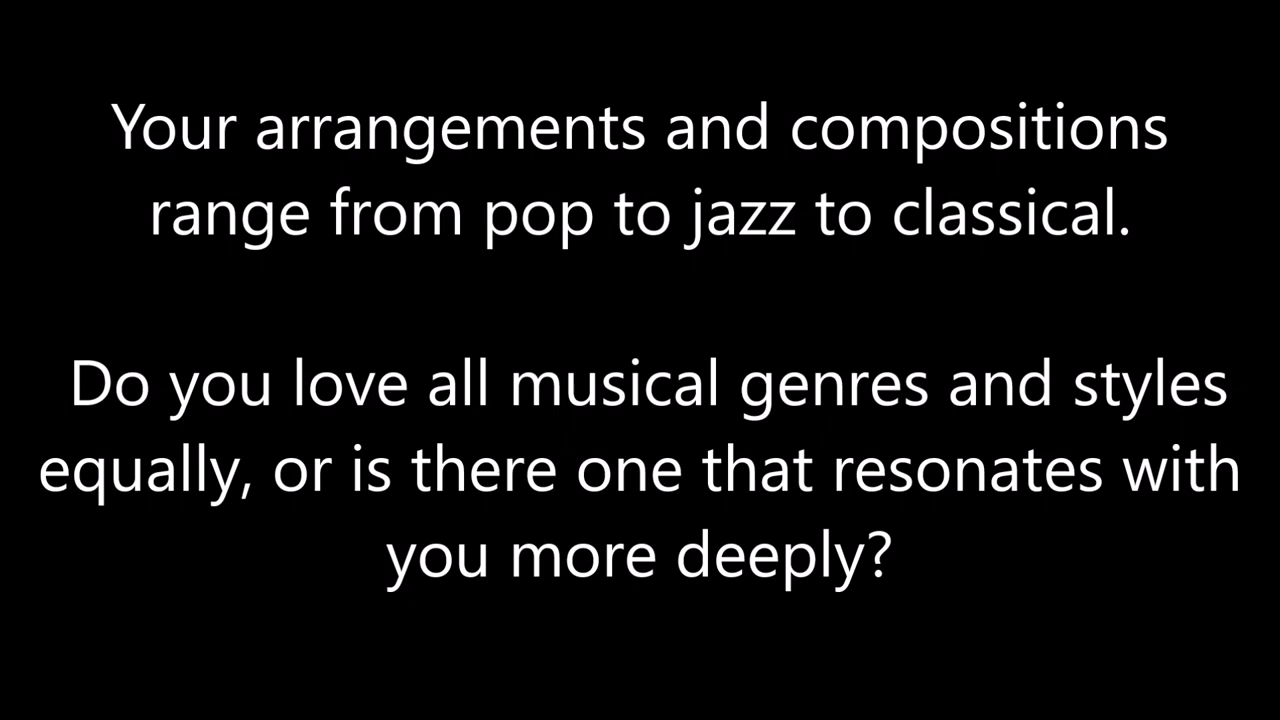 Your arrangements and compositions
range from pop to jazz to classical.
Do you love all musical genres and styles
equally, or is there one that resonates with
you more deeply?